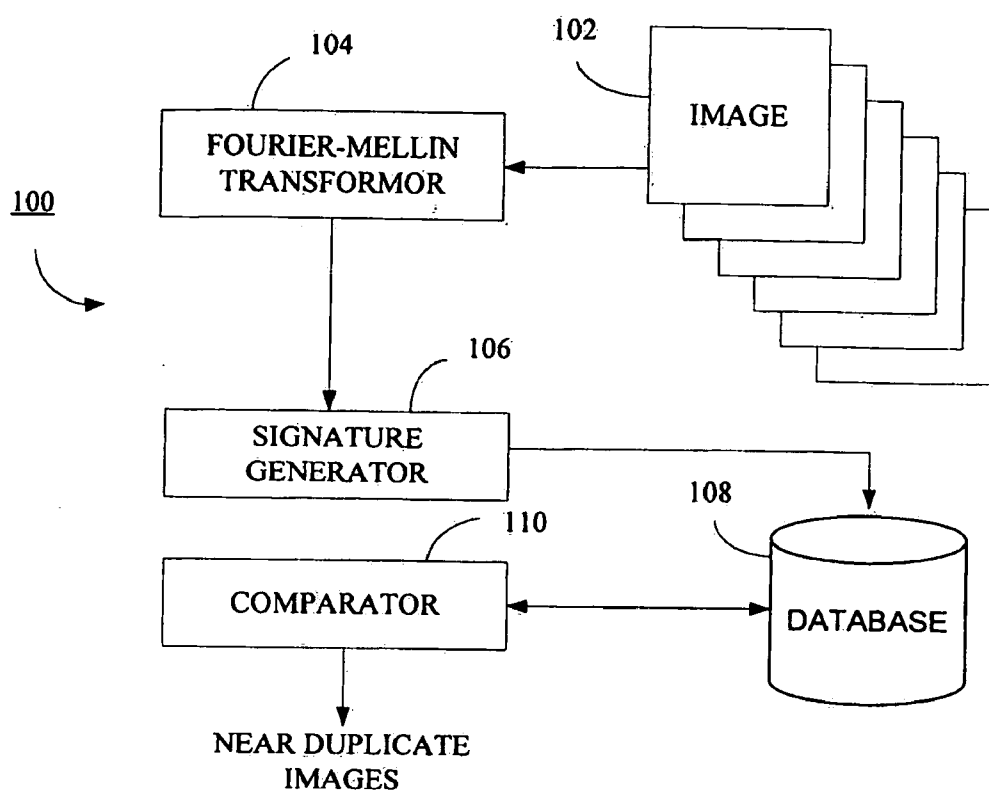 102
104
IMAGE
FOURIER-MELLIN
TRANSFORMOR
100
106
SIGNATURE
GENERATOR
108
110
COMPARATOR
DATABASE
NEAR DUPLICATE
IMAGES